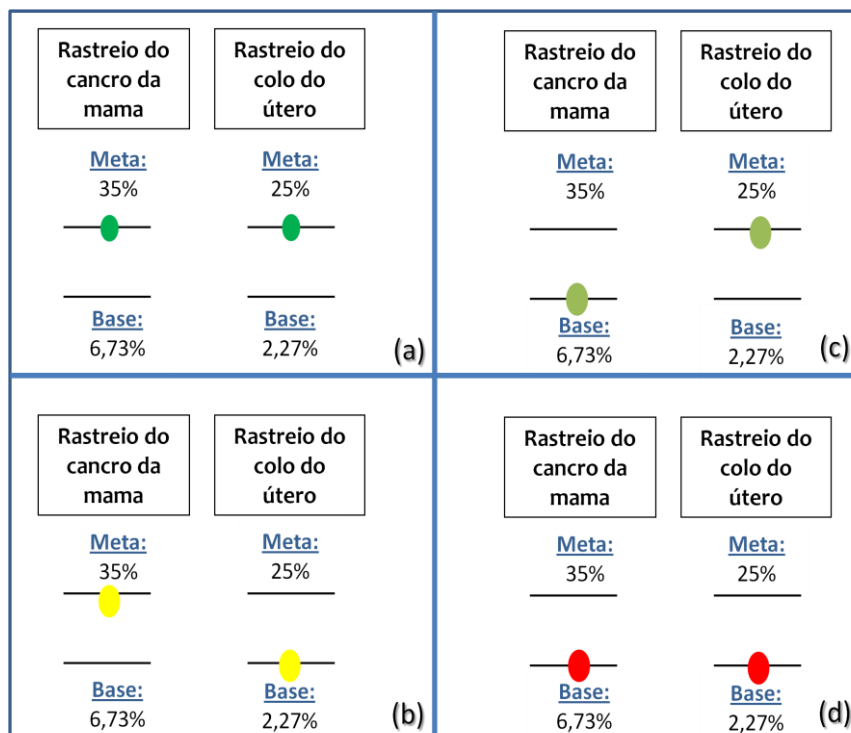 Rastreio do
cancro da
mama
Rastreio do
colo do
útero
Meta:
35%
Meta:
25%
Base:
6,73%
Base:
2,27%
(a)
Rastreio do
cancro da
mama
Rastreio do
colo do
útero
Meta:
35%
Meta:
25%
Base:
6,73%
Base:
2,27%
(c)
Rastreio do
cancro da
mama
Rastreio do
colo do
útero
Meta:
35%
Meta:
25%
Base:
6,73%
Base:
2,27%
(b)
Rastreio do
cancro da
mama
Rastreio do
colo do
útero
Meta:
35%
Meta:
25%
Base:
6,73%
Base:
2,27%
(d)